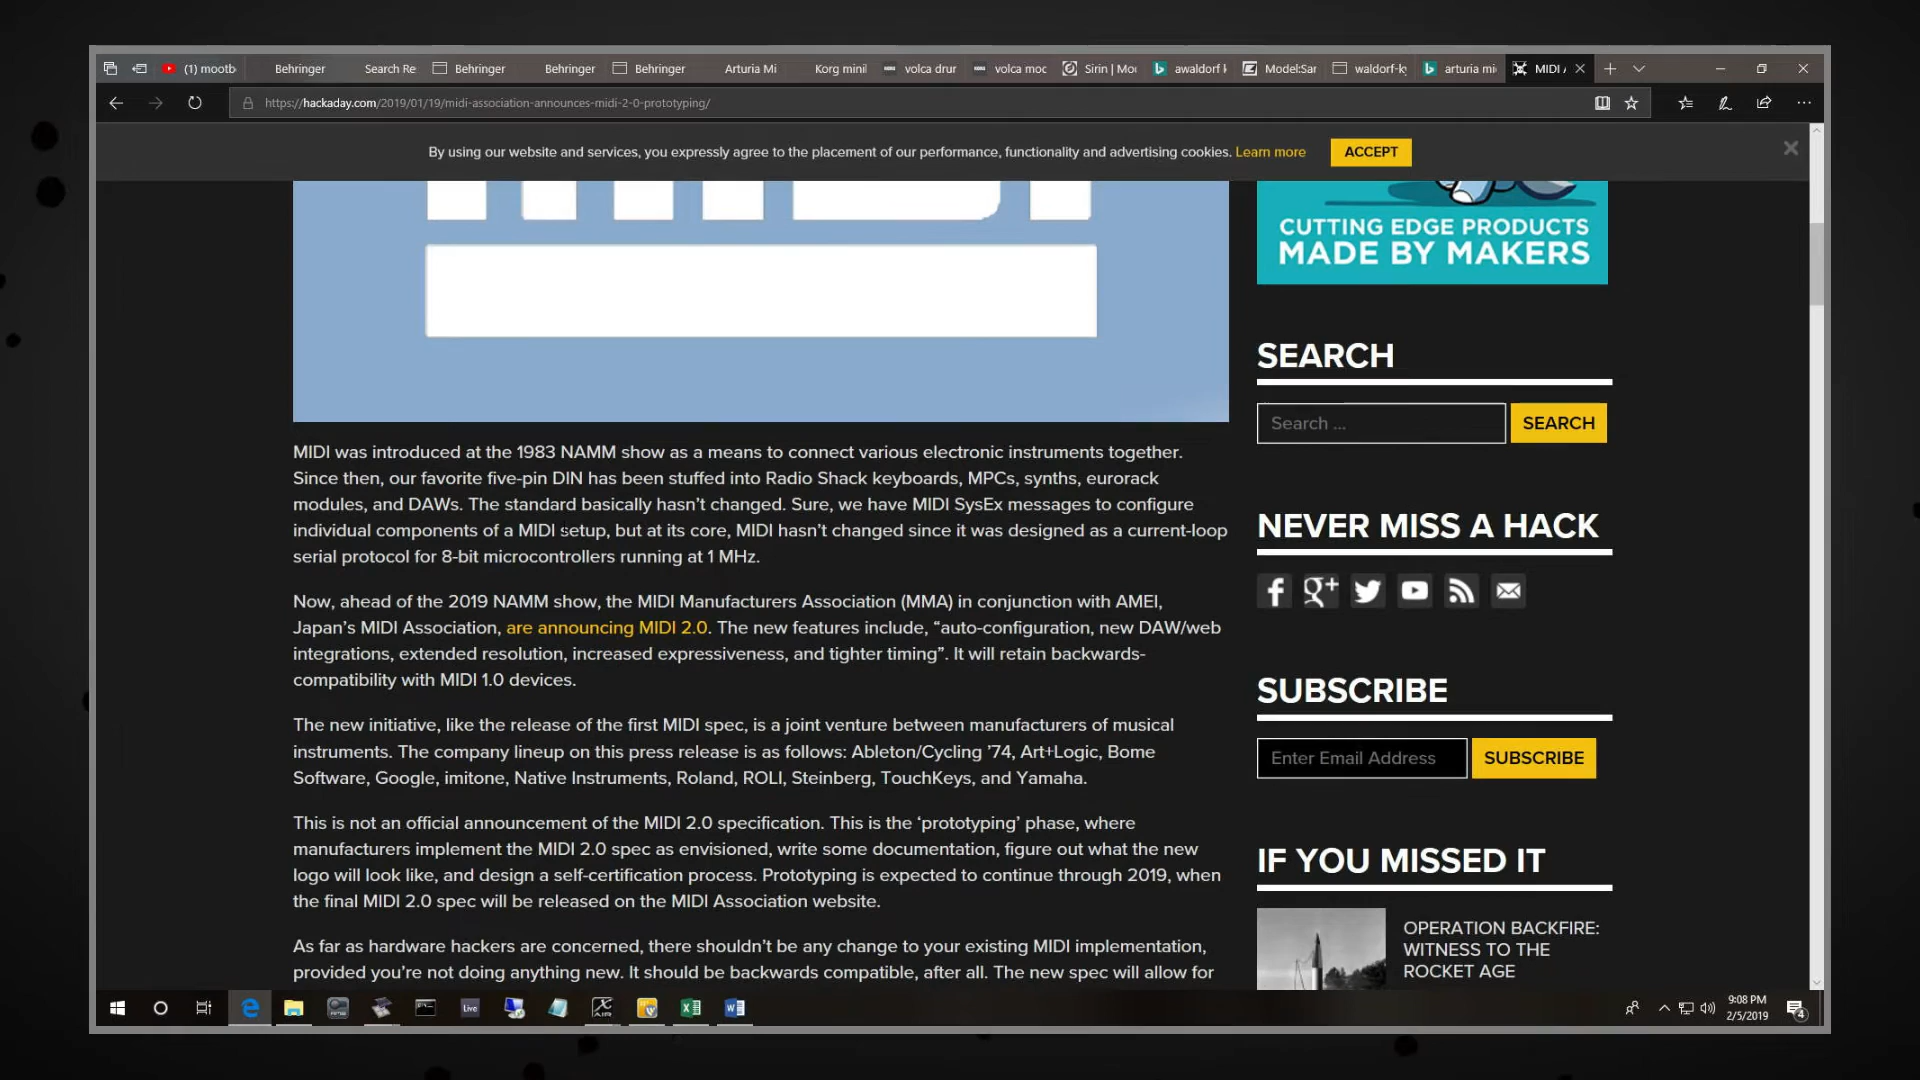 (1) mootb
Behringer
Search Re
Behringer
Behringer
Behringer
Arturia Mi
Korg minil
volca drur
volca moc
Sirin | Moo
awaldorf k
Model:Sar
waldorf-ky
arturia mi
MIDI A
https://hackaday.com/2019/01/19/midi-association-announces-midi-2-0-prototyping/
By using our website and services, you expressly agree to the placement of our performance, functionality and advertising cookies. Learn more
ACCEPT
CUTTING EDGE PRODUCTS
MADE BY MAKERS
MIDI was introduced at the 1983 NAMM show as a means to connect various electronic instruments together.
Since then, our favorite five-pin DIN has been stuffed into Radio Shack keyboards, MPCs, synths, eurorack
modules, and DAWs. The standard basically hasn’t changed. Sure, we have MIDI SysEx messages to configure
individual components of a MIDI setup, but at its core, MIDI hasn’t changed since it was designed as a current-loop
serial protocol for 8-bit microcontrollers running at 1 MHz.
Now, ahead of the 2019 NAMM show, the MIDI Manufacturers Association (MMA) in conjunction with AMEI,
Japan’s MIDI Association, are announcing MIDI 2.0. The new features include, “auto-configuration, new DAW/web
integrations, extended resolution, increased expressiveness, and tighter timing”. It will retain backwards-
compatibility with MIDI 1.0 devices.
The new initiative, like the release of the first MIDI spec, is a joint venture between manufacturers of musical
instruments. The company lineup on this press release is as follows: Ableton/Cycling ’74, Art+Logic, Bome
Software, Google, imitone, Native Instruments, Roland, ROLI, Steinberg, TouchKeys, and Yamaha.
This is not an official announcement of the MIDI 2.0 specification. This is the ‘prototyping’ phase, where
manufacturers implement the MIDI 2.0 spec as envisioned, write some documentation, figure out what the new
logo will look like, and design a self-certification process. Prototyping is expected to continue through 2019, when
the final MIDI 2.0 spec will be released on the MIDI Association website.
As far as hardware hackers are concerned, there shouldn’t be any change to your existing MIDI implementation,
provided you’re not doing anything new. It should be backwards compatible, after all. The new spec will allow for
SEARCH
Search ...
SEARCH
NEVER MISS A HACK
SUBSCRIBE
Enter Email Address
SUBSCRIBE
IF YOU MISSED IT
OPERATION BACKFIRE:
WITNESS TO THE
ROCKET AGE
Live
9:08 PM
2/5/2019
4